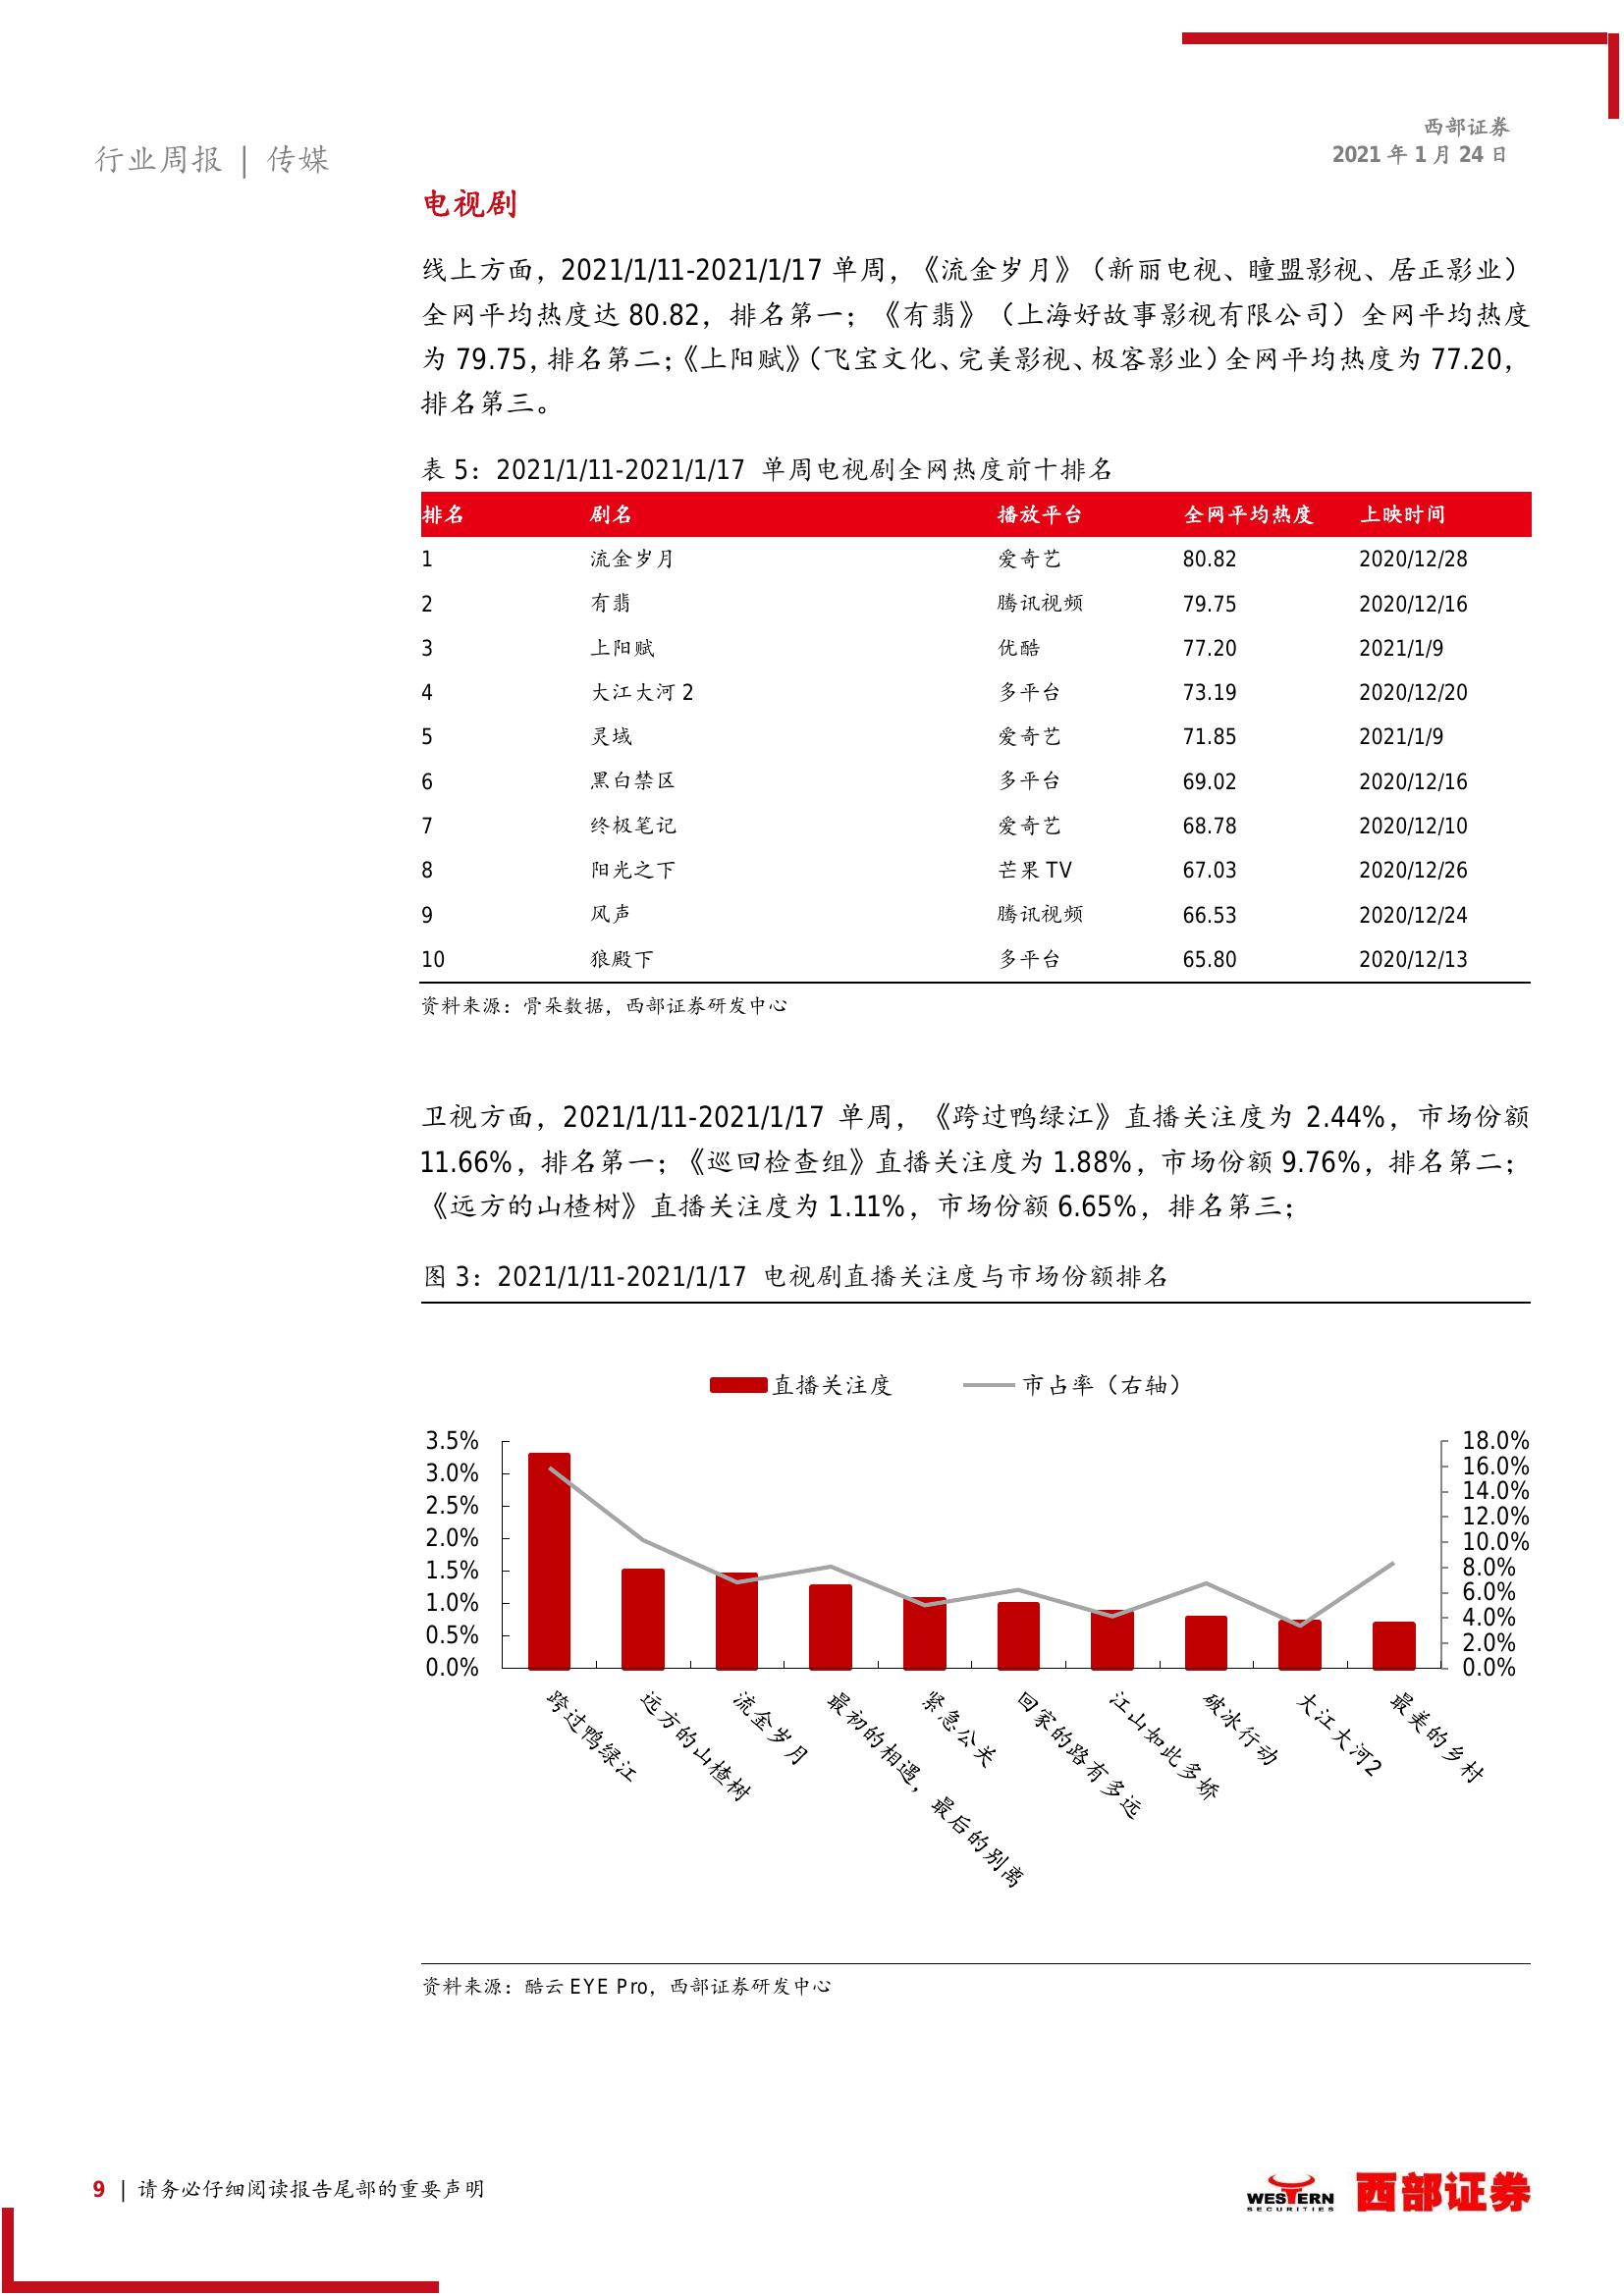 行业周报 | 传媒
西部证券
2021 年 1 月 24 日
电视剧
线上方面，2021/1/11-2021/1/17 单周，《流金岁月》（新丽电视、瞳盟影视、居正影业）
全网平均热度达 80.82，排名第一；《有翡》（上海好故事影视有限公司）全网平均热度
为 79.75，排名第二；《上阳赋》（飞宝文化、完美影视、极客影业）全网平均热度为 77.20，
排名第三。
表 5：2021/1/11-2021/1/17 单周电视剧全网热度前十排名
排名 剧名 播放平台 全网平均热度 上映时间
1 流金岁月 爱奇艺 80.82 2020/12/28
2 有翡 腾讯视频 79.75 2020/12/16
3 上阳赋 优酷 77.20 2021/1/9
4 大江大河 2 多平台 73.19 2020/12/20
5 灵域 爱奇艺 71.85 2021/1/9
6 黑白禁区 多平台 69.02 2020/12/16
7 终极笔记 爱奇艺 68.78 2020/12/10
8 阳光之下 芒果 TV 67.03 2020/12/26
9 风声 腾讯视频 66.53 2020/12/24
10 狼殿下 多平台 65.80 2020/12/13
资料来源：骨朵数据，西部证券研发中心
卫视方面，2021/1/11-2021/1/17 单周，《跨过鸭绿江》直播关注度为 2.44%，市场份额
11.66%，排名第一；《巡回检查组》直播关注度为 1.88%，市场份额 9.76%，排名第二；
《远方的山楂树》直播关注度为 1.11%，市场份额 6.65%，排名第三；
图 3：2021/1/11-2021/1/17 电视剧直播关注度与市场份额排名
直播关注度 市占率（右轴）
3.5%
3.0%
2.5%
2.0%
1.5%
1.0%
0.5%
0.0%
18.0%
16.0%
14.0%
12.0%
10.0%
8.0%
6.0%
4.0%
2.0%
0.0%
跨过鸭绿江
远方的山楂树
流金岁月
最初的相遇，最后的别离
紧急公关
回家的路有多远
江山如此多娇
破冰行动
大江大河2
最美的乡村
资料来源：酷云 EYE Pro，西部证券研发中心
9 | 请务必仔细阅读报告尾部的重要声明
WESTERN
SECURITIES
西部证券